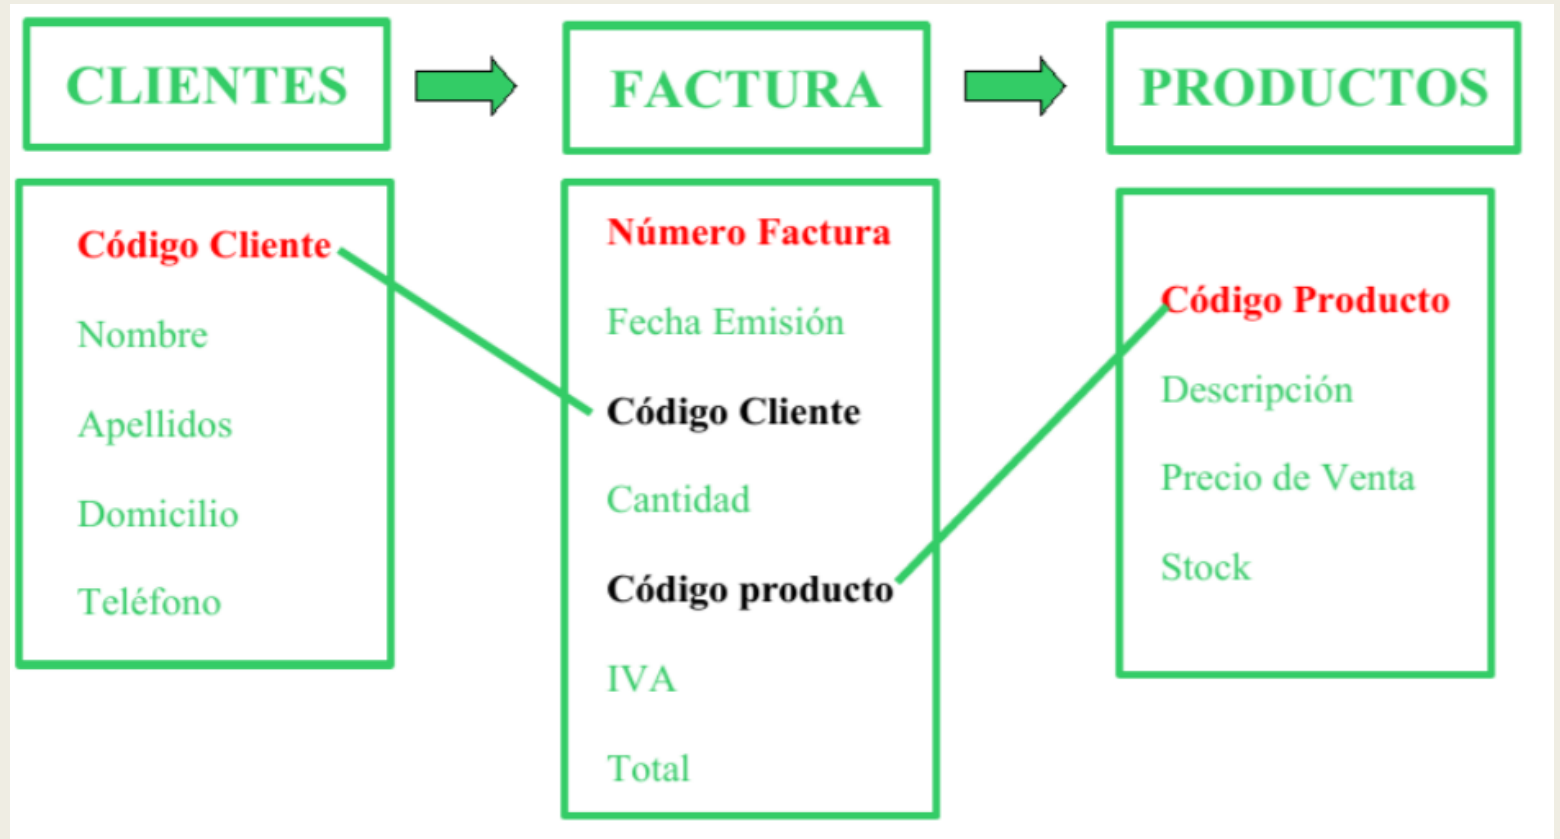 CLIENTES
FACTURA
PRODUCTOS
Código Cliente
Nombre
Apellidos
Domicilio
Teléfono
Número Factura
Fecha Emisión
Código Cliente
Cantidad
Código producto
IVA
Total
Código Producto
Descripción
Precio de Venta
Stock